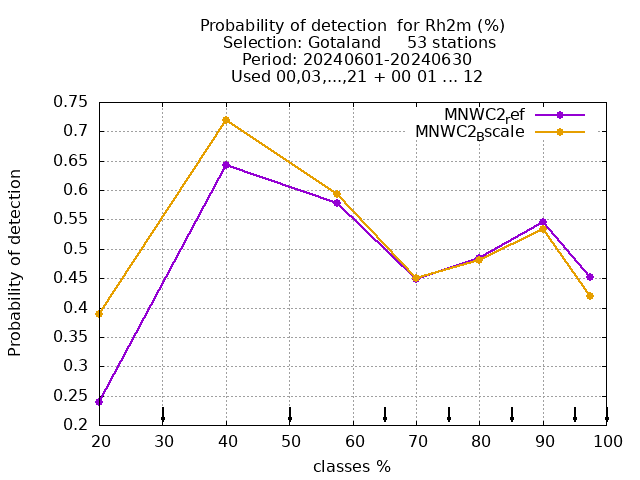 Probability of detection  for Rh2m (%)
Selection: Gotaland     53 stations
Period: 20240601-20240630
Used 00,03,...,21 + 00 01 ... 12
MNWC2ref
MNWC2Bscale
Probability of detection
0.75
0.7
0.65
0.6
0.55
0.5
0.45
0.4
0.35
0.3
0.25
0.2
20 30 40 50 60 70 80 90 100
classes %